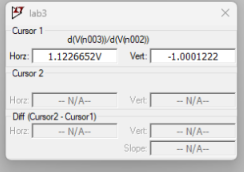 lab3
Cursor 1
d(V(n003))/d(V(n002))
Horz: 1.1226652V Vert: -1.0001222
Cursor 2
Horz: -- N/A-- Vert: -- N/A--
Diff (Cursor2 - Cursor1)
Horz: -- N/A-- Vert: -- N/A--
Slope: -- N/A--